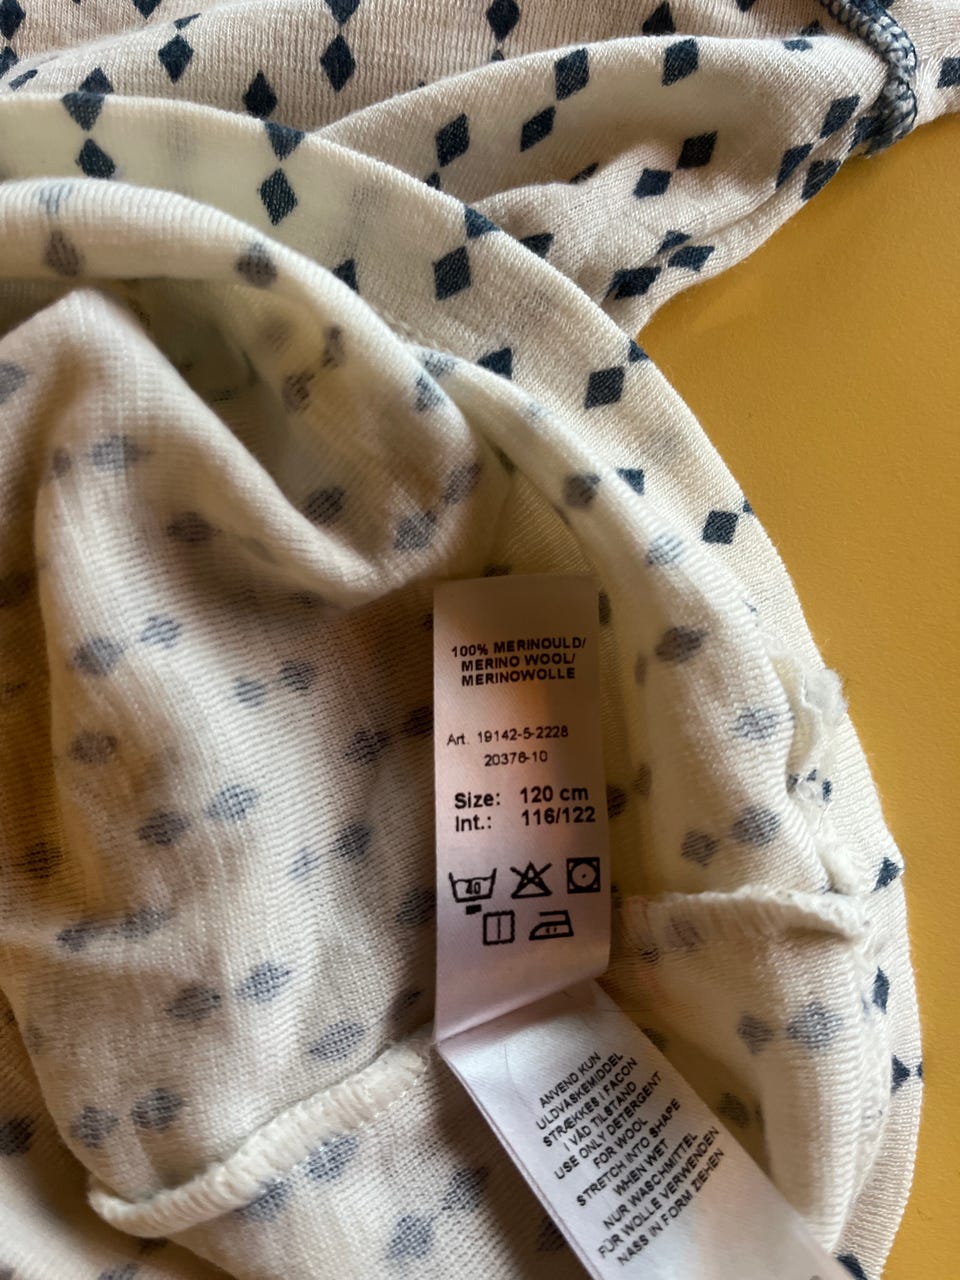 100% MERINOULD/
MERINO WOOL/
MERINOWOLLE
Art. 19142-5-2228
20376-10
Size: 120 cm
Int.: 116/122
40
ANVEND KUN
ULDVASKEMIDDEL
STRÆKKES I FACON
I VÅD TILSTAND
USE ONLY DETERGENT
FOR WOOL
STRETCH INTO SHAPE
WHEN WET
NUR WASCHMITTEL
FÜR WOLLE VERWENDEN
NASS IN FORM ZIEHEN